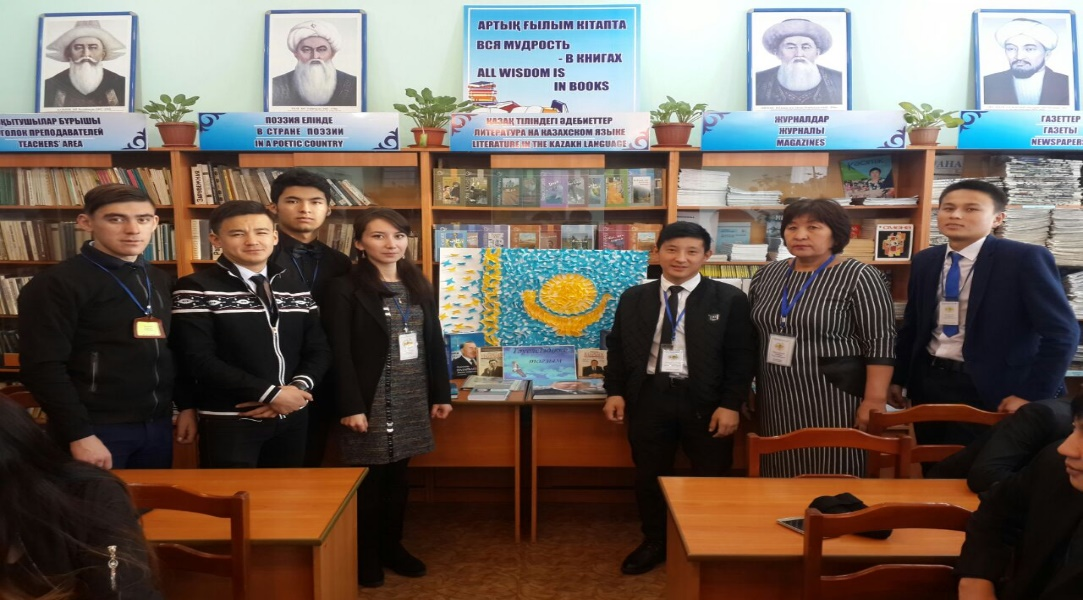 АРТЫҚ ҒЫЛЫМ КІТАПТА
ВСЯ МУДРОСТЬ
- В КНИГАХ
ALL WISDOM IS
IN BOOKS
ҚЫТУШЫЛАР БҰРЫШЫ
ГОЛОК ПРЕПОДАВАТЕЛЕЙ
TEACHERS' AREA
ПОЭЗИЯ ЕЛІНДЕ
В СТРАНЕ ПОЭЗИИ
IN A POETIC COUNTRY
ҚАЗАҚ ТІЛІНДЕГІ ӘДЕБИЕТТЕР
ЛИТЕРАТУРА НА КАЗАХСКОМ ЯЗЫКЕ
LITERATURE IN THE KAZAKH LANGUAGE
ЖУРНАЛДАР
ЖУРНАЛЫ
MAGAZINES
ГАЗЕТТЕР
ГАЗЕТЫ
NEWSPAPERS